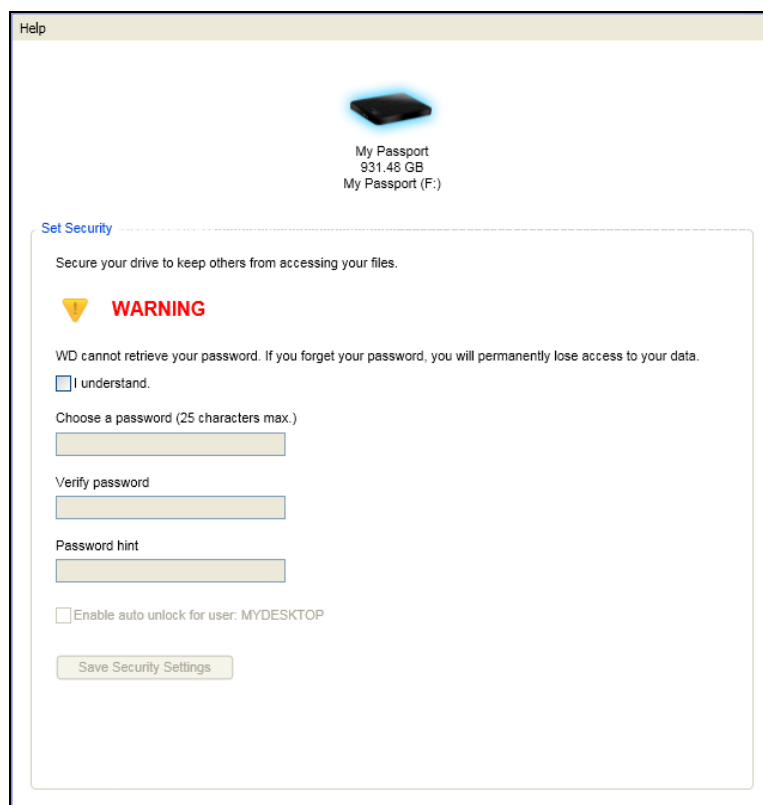 Help
My Passport
931.48 GB
My Passport (F:)
Set Security
Secure your drive to keep others from accessing your files.
WARNING
WD cannot retrieve your password. If you forget your password, you will permanently lose access to your data.
I understand.
Choose a password (25 characters max.)
Verify password
Password hint
Enable auto unlock for user: MYDESKTOP
Save Security Settings